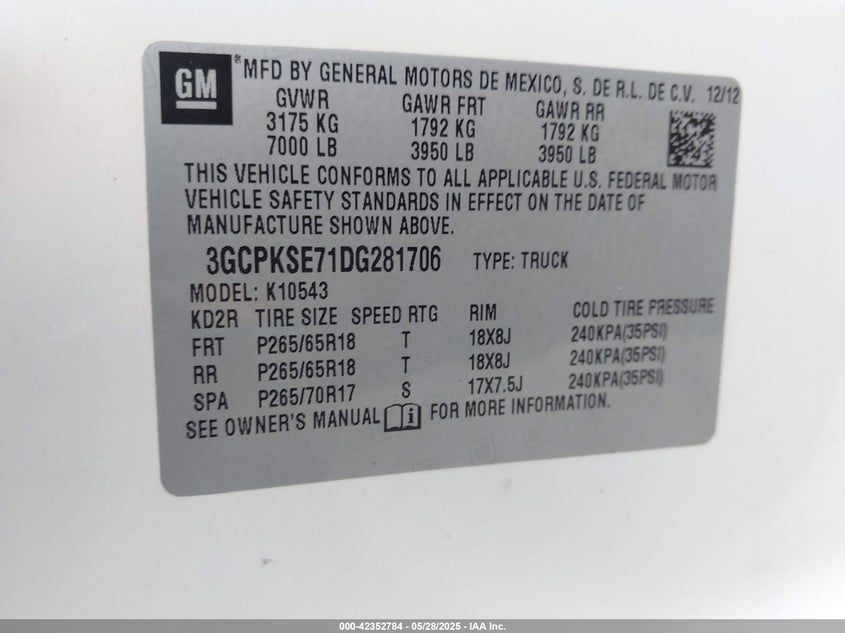 GM
® MFD BY GENERAL MOTORS DE MEXICO, S. DE R.L. DE C.V. 12/12
GVWR GAWR FRT GAWR RR
3175 KG 1792 KG 1792 KG
7000 LB 3950 LB 3950 LB
THIS VEHICLE CONFORMS TO ALL APPLICABLE U.S. FEDERAL MOTOR
VEHICLE SAFETY STANDARDS IN EFFECT ON THE DATE OF
MANUFACTURE SHOWN ABOVE.
3GCPKSE71DG281706 TYPE: TRUCK
MODEL: K10543
KD2R TIRE SIZE SPEED RTG RIM COLD TIRE PRESSURE
FRT P265/65R18 T 18X8J 240KPA(35PSI)
RR P265/65R18 T 18X8J 240KPA(35PSI)
SPA P265/70R17 S 17X7.5J 240KPA(35PSI)
SEE OWNER'S MANUAL i FOR MORE INFORMATION.
000-42352784 - 05/28/2025 - IAA Inc.